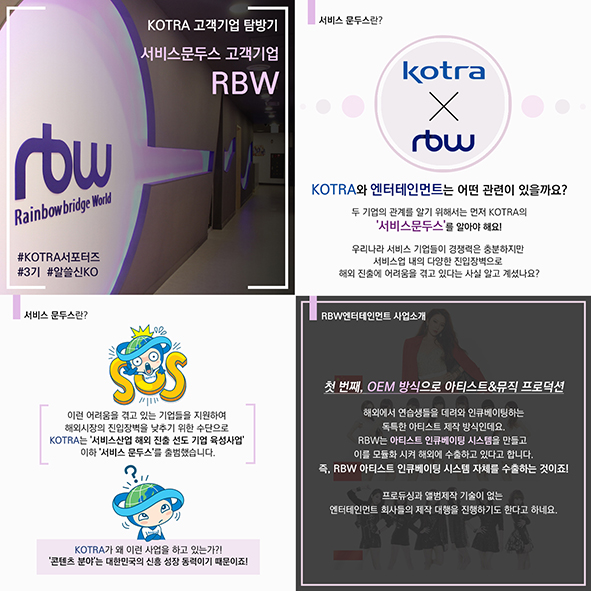 KOTRA 고객기업 탐방기
서비스문두스 고객기업
RBW
rbw
Rainbowbridge World
#KOTRA서포터즈
#3기 #알쓸신KO
서비스 문두스란?
kotra
rbw
KOTRA와 엔터테인먼트는 어떤 관련이 있을까요?
두 기업의 관계를 알기 위해서는 먼저 KOTRA의
'서비스문두스'를 알아야 해요!
우리나라 서비스 기업들이 경쟁력은 충분하지만
서비스업 내의 다양한 진입장벽으로
해외 진출에 어려움을 겪고 있다는 사실 알고 계셨나요?
서비스 문두스란?
SOS
이런 어려움을 겪고 있는 기업들을 지원하여
해외시장의 진입장벽을 낮추기 위한 수단으로
KOTRA는 '서비스산업 해외 진출 선도 기업 육성사업'
이하 '서비스 문두스'를 출범했습니다.
?
KOTRA가 왜 이런 사업을 하고 있는가?!
'콘텐츠 분야'는 대한민국의 신흥 성장 동력이기 때문이죠!
RBW엔터테인먼트 사업소개
첫 번째, OEM 방식으로 아티스트&뮤직 프로덕션
해외에서 연습생들을 데려와 인큐베이팅하는
독특한 아티스트 제작 방식인데요.
RBW는 아티스트 인큐베이팅 시스템을 만들고
이를 모듈화 시켜 해외에 수출하고 있다고 합니다.
즉, RBW 아티스트 인큐베이팅 시스템 자체를 수출하는 것이죠!
프로듀싱과 앨범제작 기술이 없는
엔터테인먼트 회사들의 제작 대행을 진행하기도 한다고 하네요.